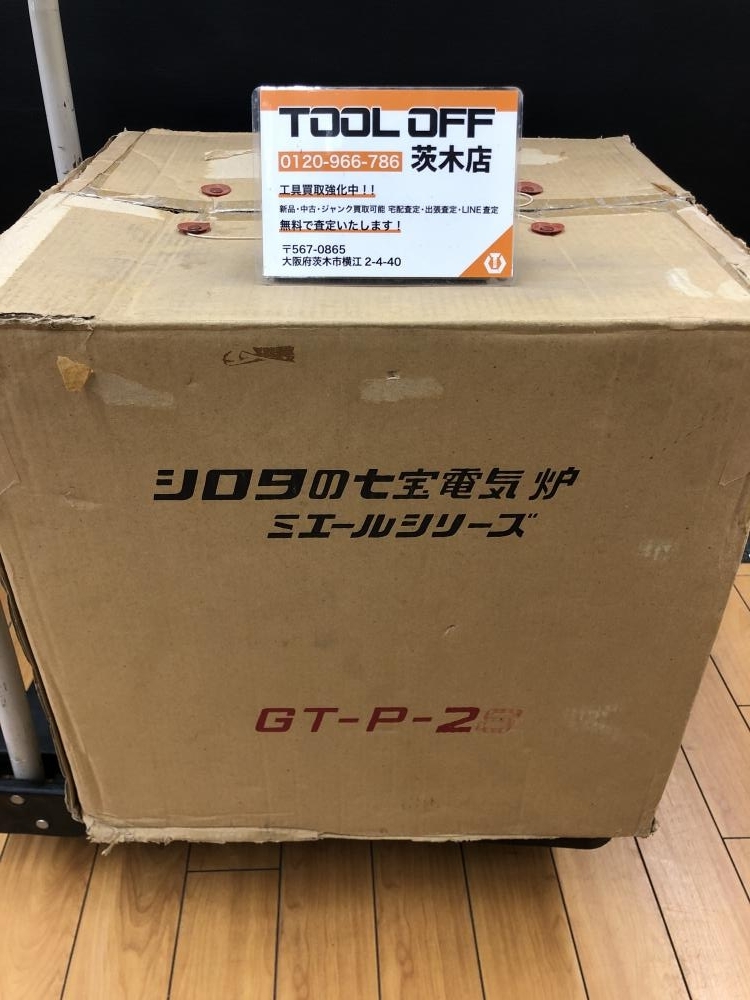 TOOL OFF
0120-966-786 茨木店
工具買取強化中!!
新品・中古・ジャンク買取可能 宅配査定・出張査定・LINE査定
無料で査定いたします!
〒567-0865
大阪府茨木市横江 2-4-40
シロタの七宝電気炉
ミエールシリーズ
GT-P-2